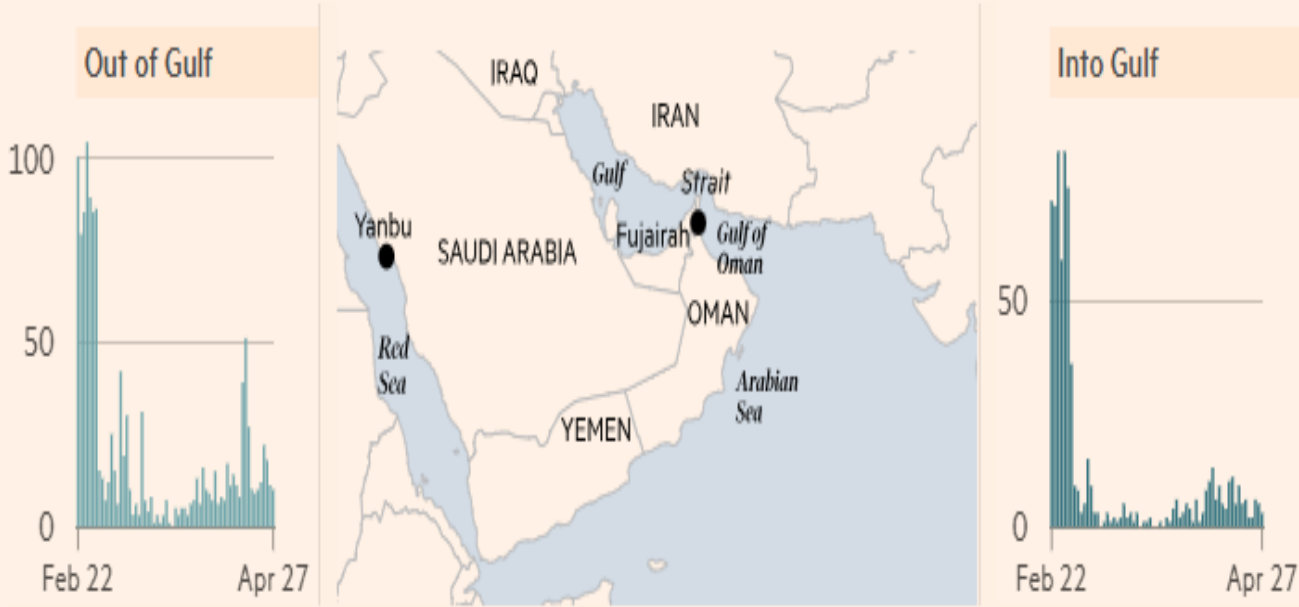 Out of Gulf
100
50
0
Feb 22
Apr 27
IRAQ
IRAN
Gulf
Strait
Yanbu
SAUDI ARABIA
Fujairah
Gulf of
Oman
OMAN
Red
Sea
Arabian
Sea
YEMEN
Into Gulf
50
0
Feb 22
Apr 27